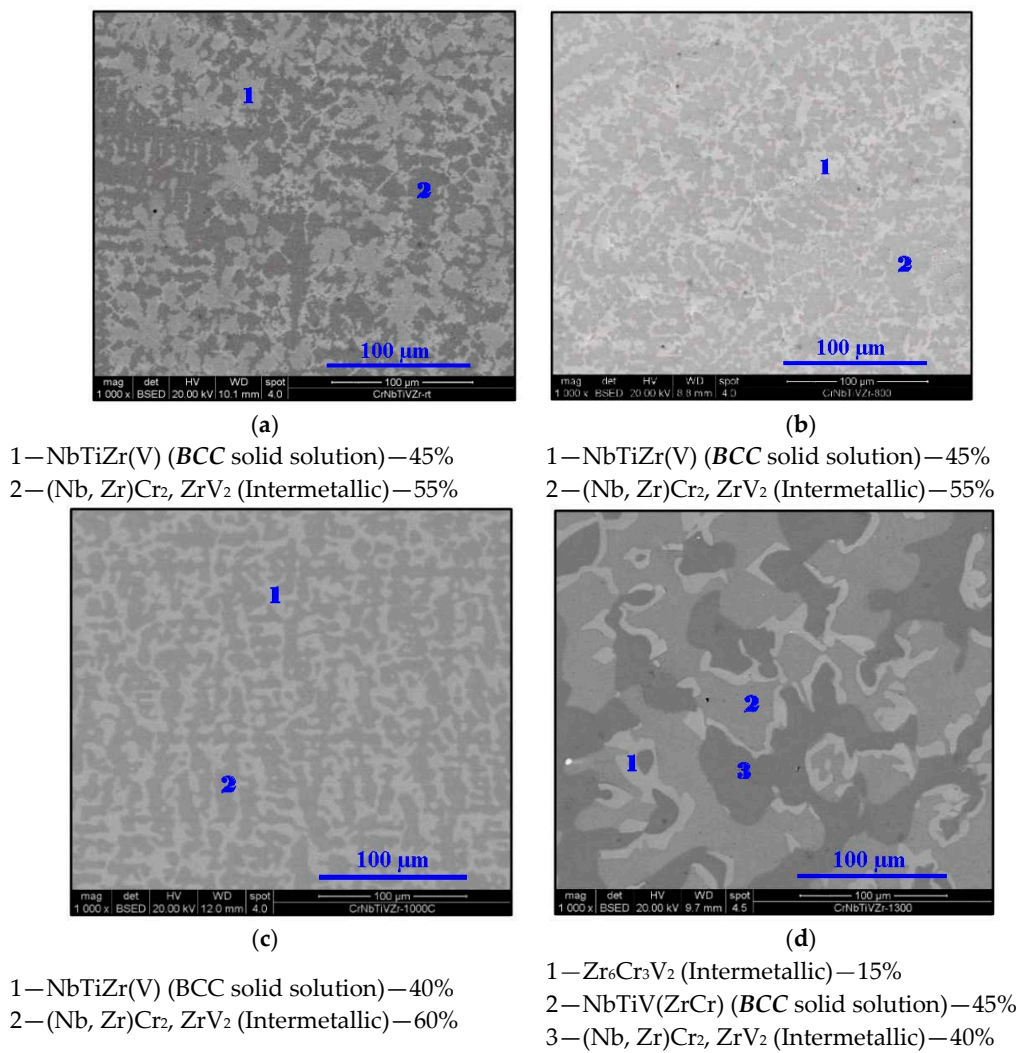 1
2
100 µm
mag det HV WD spot
1 000 x BSED 20.00 kV 10.1 mm 4.0
100 µm
CrNbTiVZr-rt
(a)
1—NbTiZr(V) (BCC solid solution)—45%
2—(Nb, Zr)Cr₂, ZrV₂ (Intermetallic)—55%
1
2
100 µm
mag det HV WD spot
1 000 x BSED 20.00 kV 8.8 mm 4.0
100 µm
CrNbTiVZr-800
(b)
1—NbTiZr(V) (BCC solid solution)—45%
2—(Nb, Zr)Cr₂, ZrV₂ (Intermetallic)—55%
1
2
100 µm
mag det HV WD spot
1 000 x BSED 20.00 kV 12.0 mm 4.0
100 µm
CrNbTiVZr-1000C
(c)
1—NbTiZr(V) (BCC solid solution)—40%
2—(Nb, Zr)Cr₂, ZrV₂ (Intermetallic)—60%
2
1
3
100 µm
mag det HV WD spot
1 000 x BSED 20.00 kV 9.7 mm 4.5
100 µm
CrNbTiVZr-1300
(d)
1—Zr₆Cr₃V₂ (Intermetallic)—15%
2—NbTiV(ZrCr) (BCC solid solution)—45%
3—(Nb, Zr)Cr₂, ZrV₂ (Intermetallic)—40%